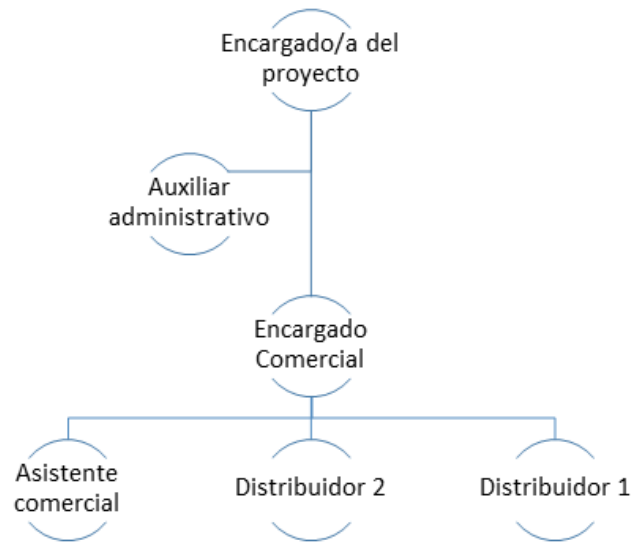 Encargado/a del
proyecto
Auxiliar
administrativo
Encargado
Comercial
Asistente
comercial
Distribuidor 2
Distribuidor 1